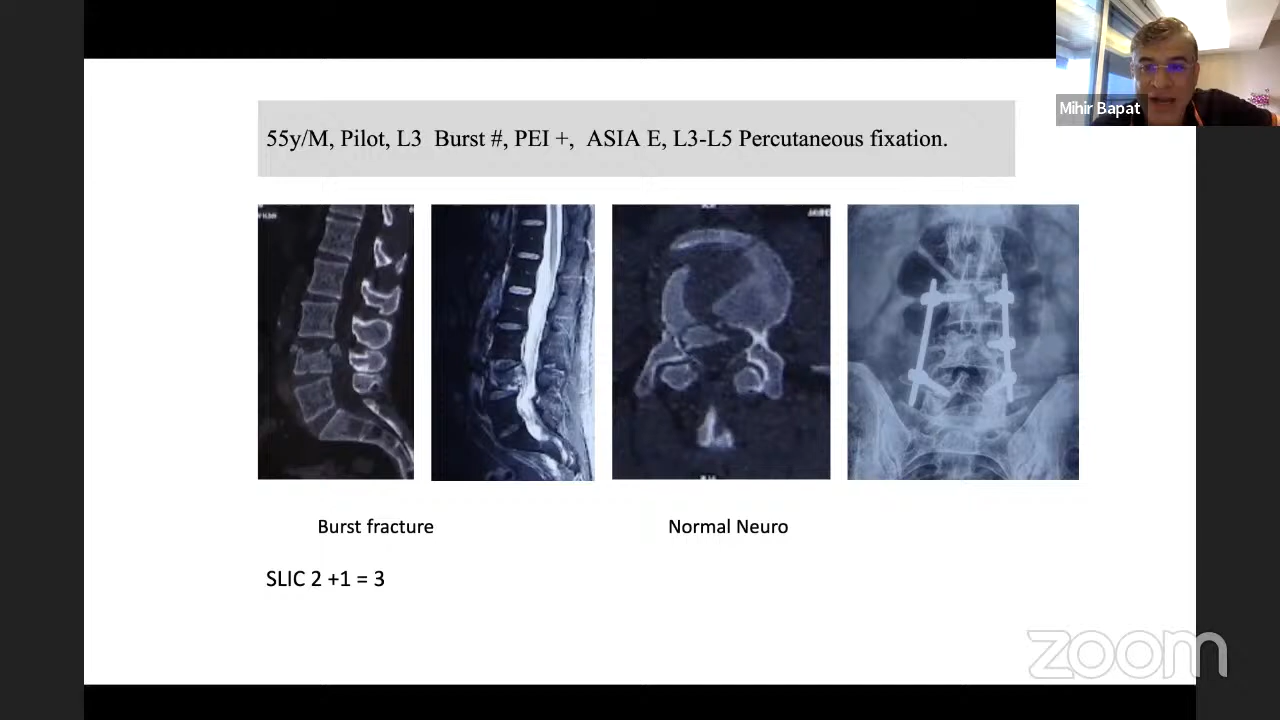 Mihir Bapat
55y/M, Pilot, L3 Burst #, PEI +, ASIA E, L3-L5 Percutaneous fixation.
Burst fracture
Normal Neuro
SLIC 2 +1 = 3
zoom